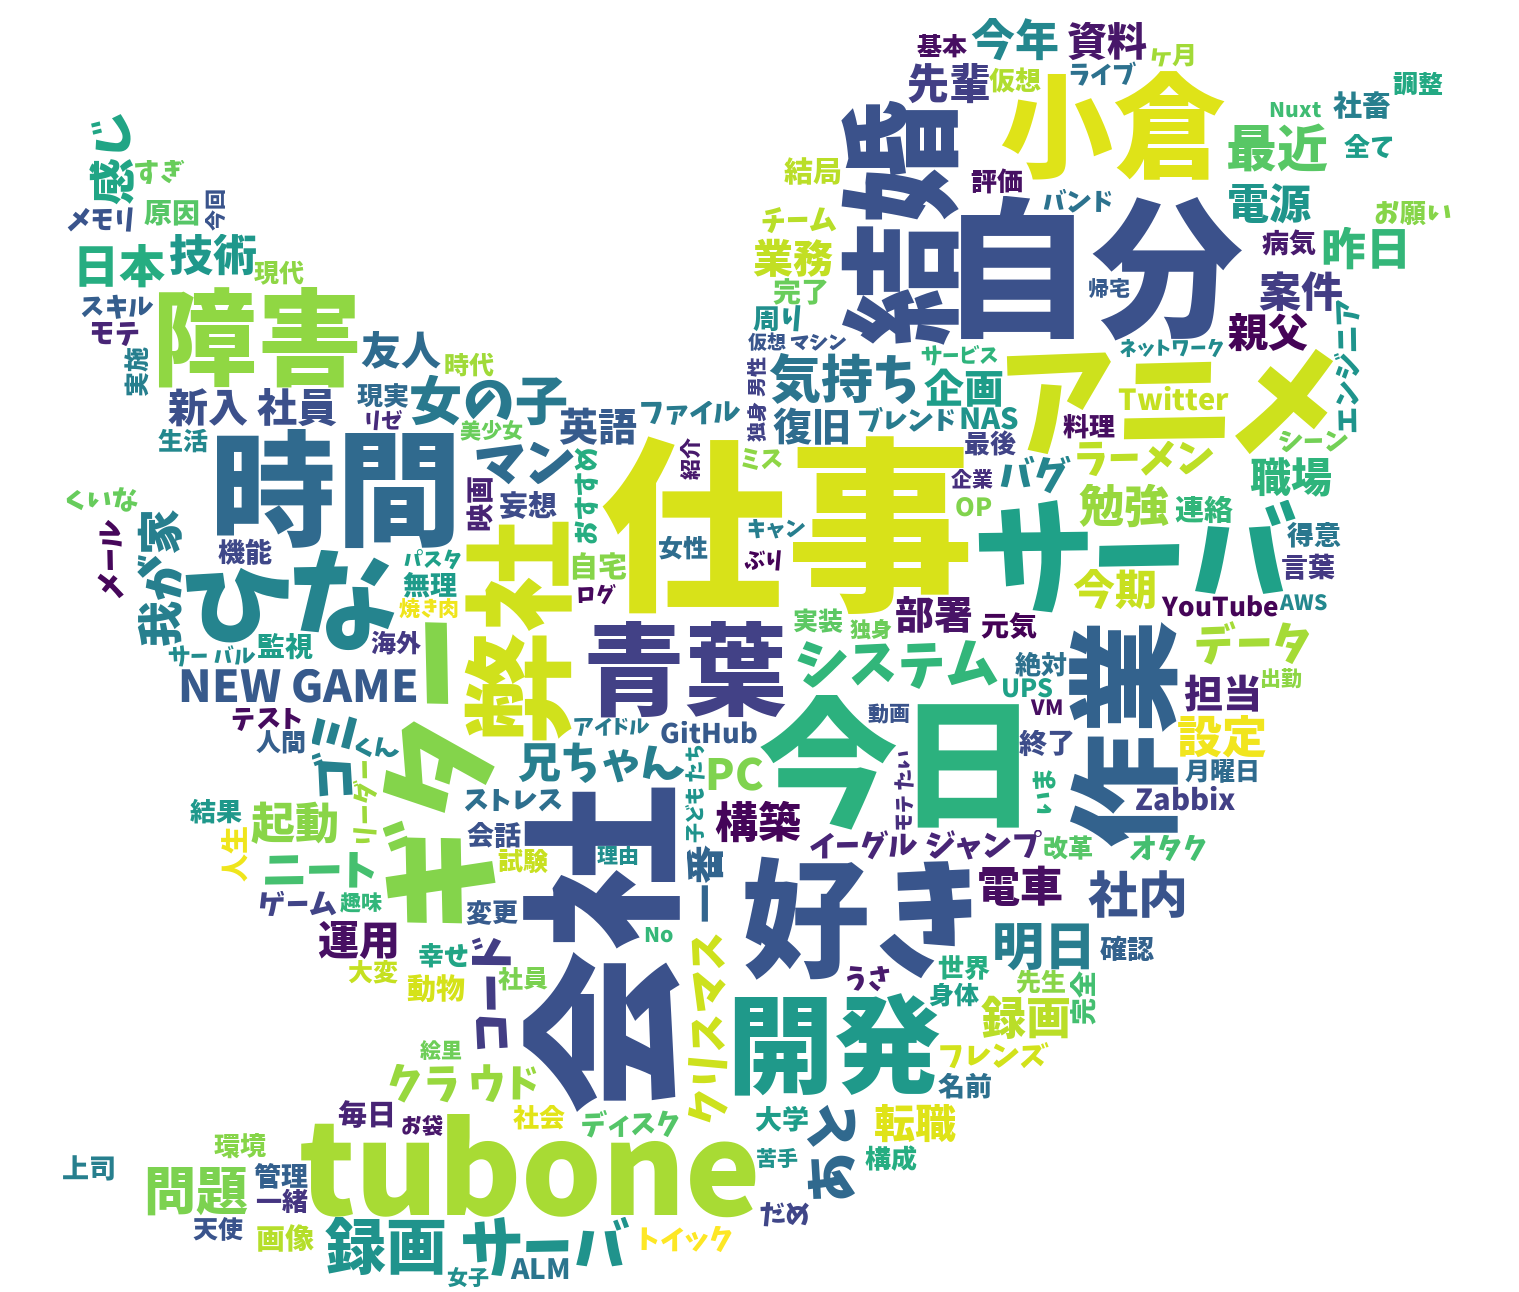 基本
今年
資料
ヶ月
先輩
仮想
ライブ
調整
小倉
Nuxt
社畜
感じ
すぎ
結婚
最近
全て
結局
評価
メモリ
原因
今回
チーム
自分
バンド
電源
お願い
日本
技術
現代
業務
病気
昨日
スキル
完了
帰宅
案件
モテ
障害
周り
親父
エンジニア
実施
友人
時代
仮想 マシン
サービス
ネットワーク
新入 社員
現実
女の子
独身 男性
気持ち
企画
アニメ
Twitter
リゼ
美少女
英語
ファイル
復旧
ブレンド
NAS
料理
生活
時間
マン
おすすめ
紹介
ミス
仕事
最後
バグ
ラーメン
シーン
くいな
映画
妄想
企業
OP
勉強
連絡
職場
メール
我が家
機能
キャン
女性
ぶり
サーバ
得意
言葉
ひな
パスタ
無理
弊社
自宅
ログ
今期
YouTube
AWS
焼き肉
サーバル
監視
海外
青葉
実装
独身
部署
元気
データ
NEW GAME
ギター
システム
絶対
UPS
VM
作業
担当
出勤
テスト
人間
ゴミ
くん
アイドル
GitHub
今日
動画
終了
設定
兄ちゃん
子どもたち
PC
モテたい
いま
月曜日
リーダー
ストレス
Zabbix
結果
起動
会話
会社
構築
イーグル ジャンプ
改革
オタク
人生
ニート
試験
理由
一番
好き
電車
社内
ゲーム
趣味
変更
No
運用
幸せ
コード
クリスマス
明日
確認
大変
動物
社員
うさ
世界
身体
先生
完全
開発
録画
絵里
フレンズ
クラウド
名前
毎日
お袋
社会
ディスク
大学
あと
転職
環境
tubone
苦手
構成
上司
問題
管理
一緒
だめ
天使
画像
録画 サーバ
トイック
女子
ALM